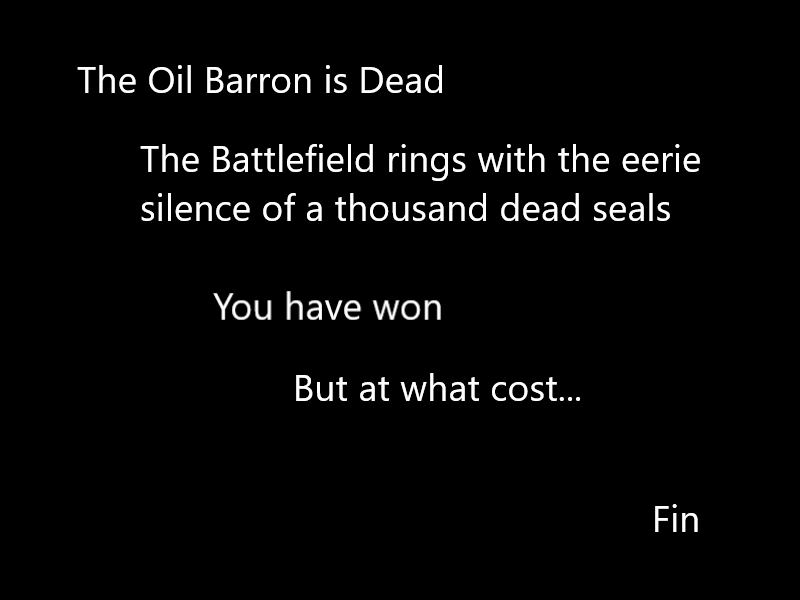 The Oil Barron is Dead
The Battlefield rings with the eerie
silence of a thousand dead seals
You have won
But at what cost...
Fin